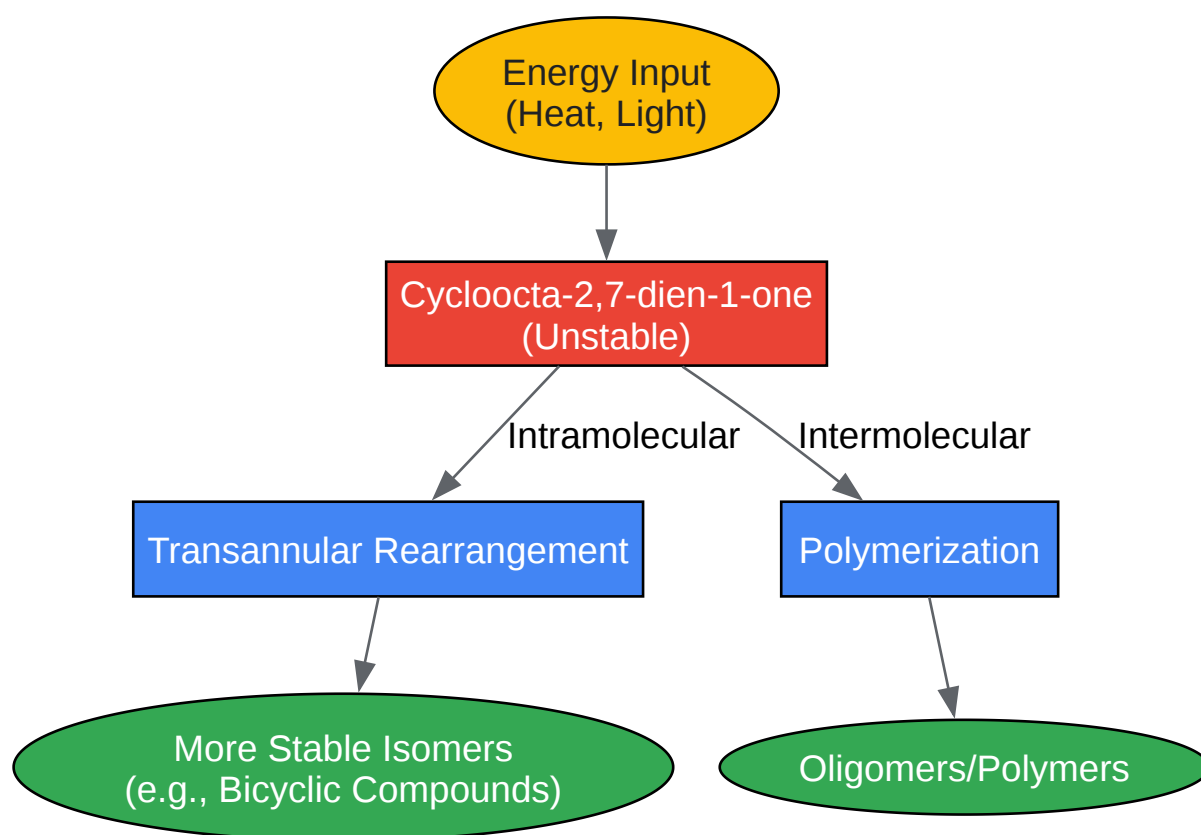 Energy Input
(Heat, Light)
Cycloocta-2,7-dien-1-one
(Unstable)
Intramolecular
Intermolecular
Transannular Rearrangement
Polymerization
More Stable Isomers
(e.g., Bicyclic Compounds)
Oligomers/Polymers